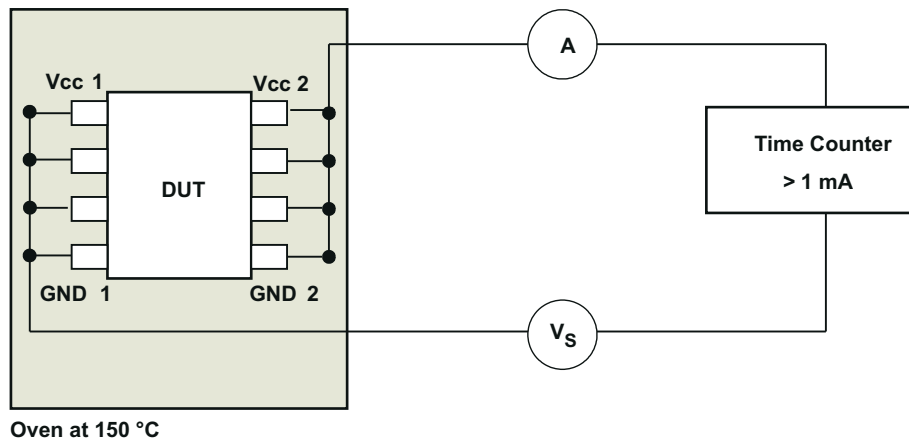 A
Vcc 1
Vcc 2
DUT
Time Counter
> 1 mA
GND 1
GND 2
VS
Oven at 150 °C